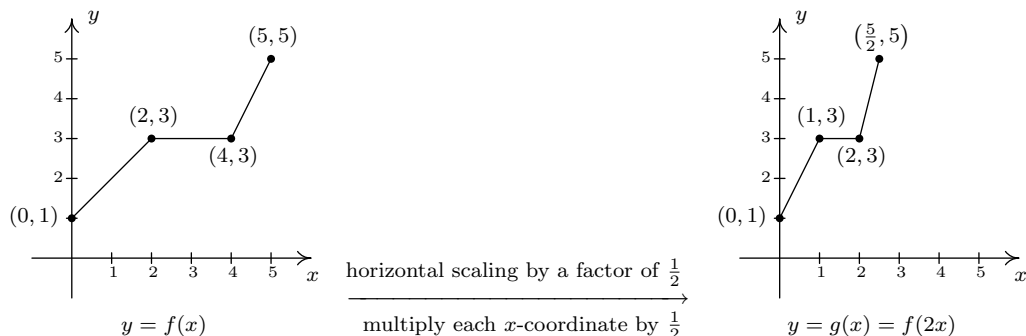 y
(5, 5)
5
4
(2, 3)
3
(4, 3)
2
(0, 1)
1 2 3 4 5
x
y = f(x)
horizontal scaling by a factor of 1/2
multiply each x-coordinate by 1/2
y
(5/2, 5)
5
4
(1, 3)
3
(2, 3)
2
(0, 1)
1 2 3 4 5
x
y = g(x) = f(2x)